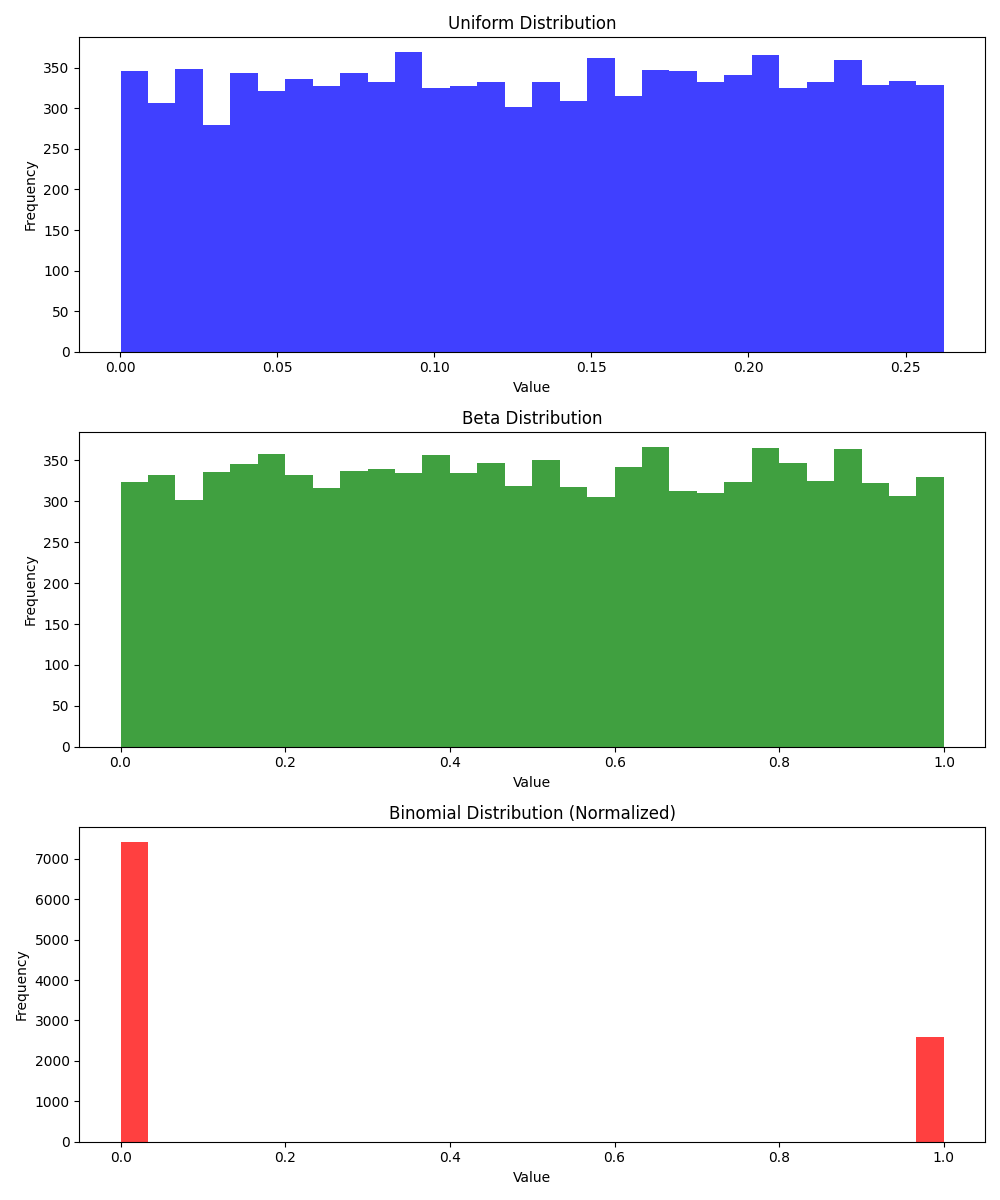 Uniform Distribution
350
300
250
200
150
100
50
0
Frequency
0.00 0.05 0.10 0.15 0.20 0.25
Value
Beta Distribution
350
300
250
200
150
100
50
0
Frequency
0.0 0.2 0.4 0.6 0.8 1.0
Value
Binomial Distribution (Normalized)
7000
6000
5000
4000
3000
2000
1000
0
Frequency
0.0 0.2 0.4 0.6 0.8 1.0
Value